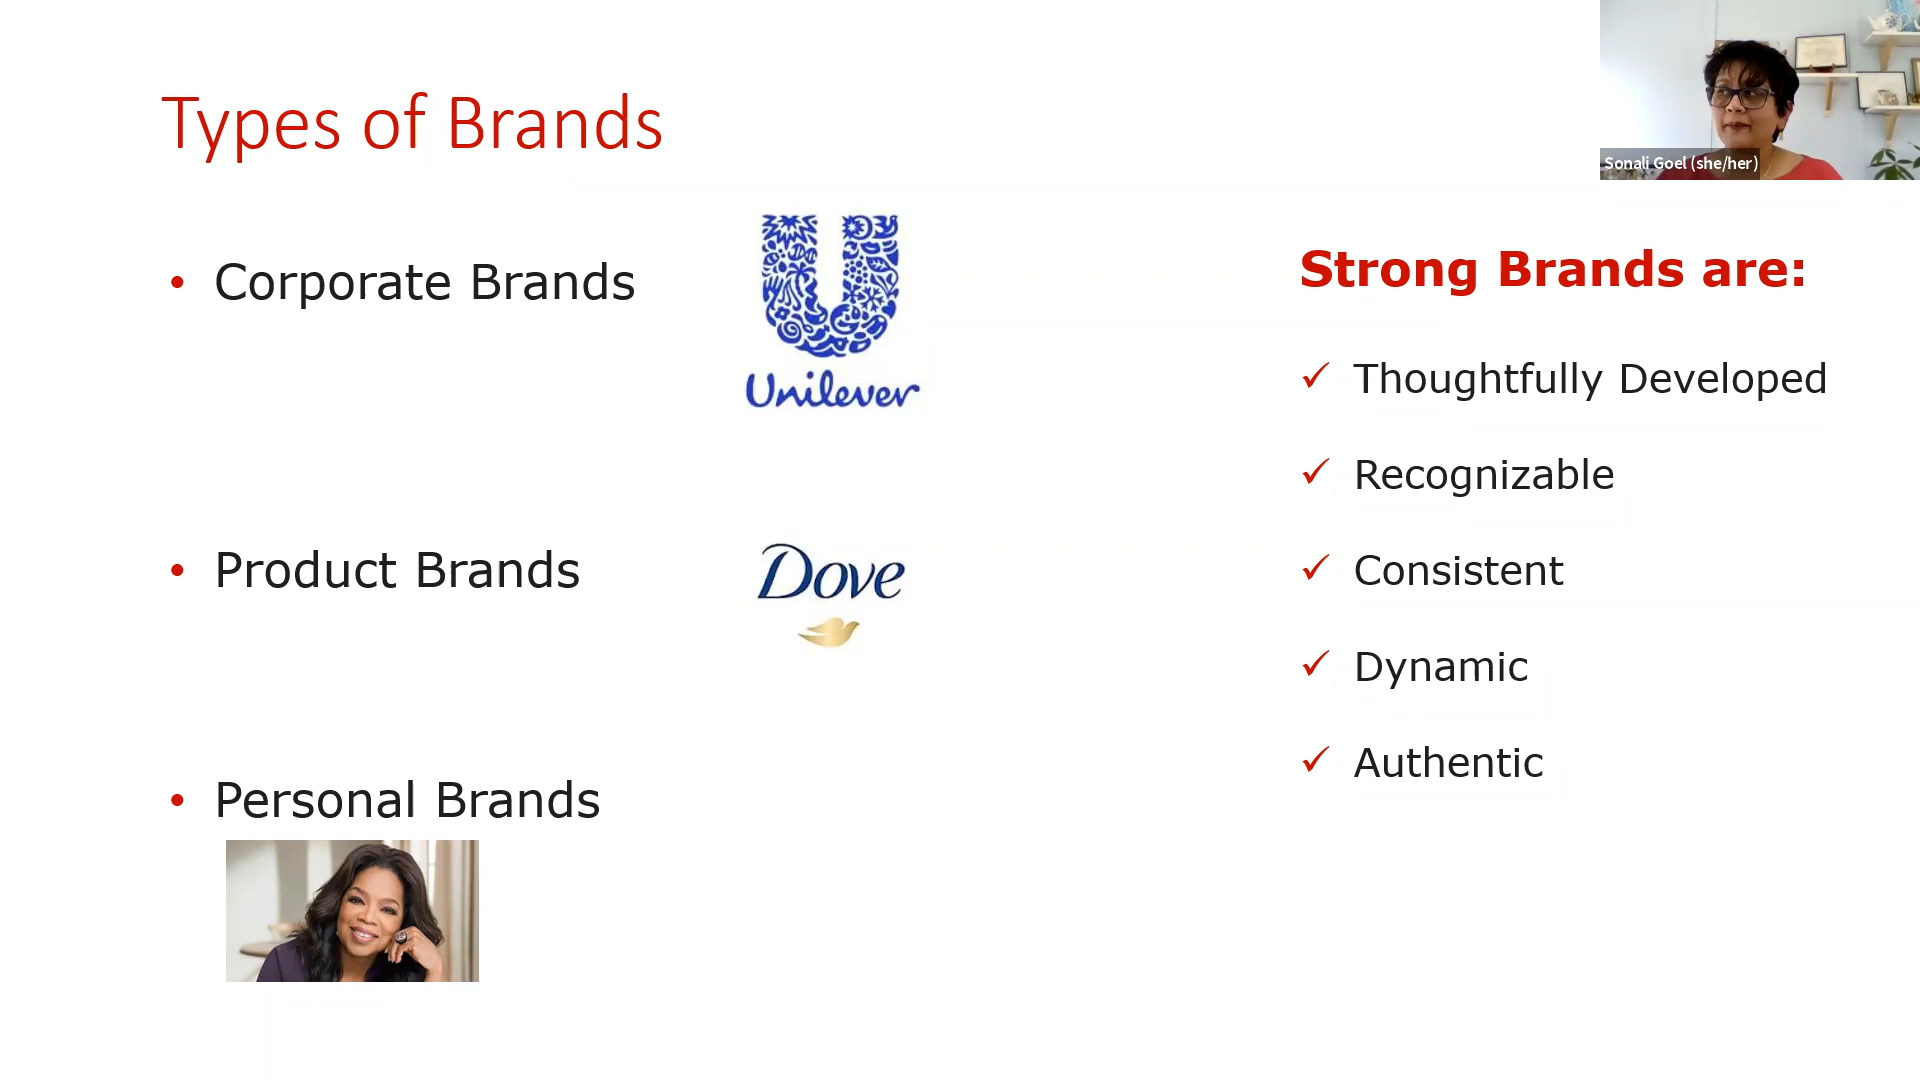 Types of Brands
Sonali Goel (she/her)
• Corporate Brands
Unilever
• Product Brands
Dove
• Personal Brands
Strong Brands are:
✓ Thoughtfully Developed
✓ Recognizable
✓ Consistent
✓ Dynamic
✓ Authentic